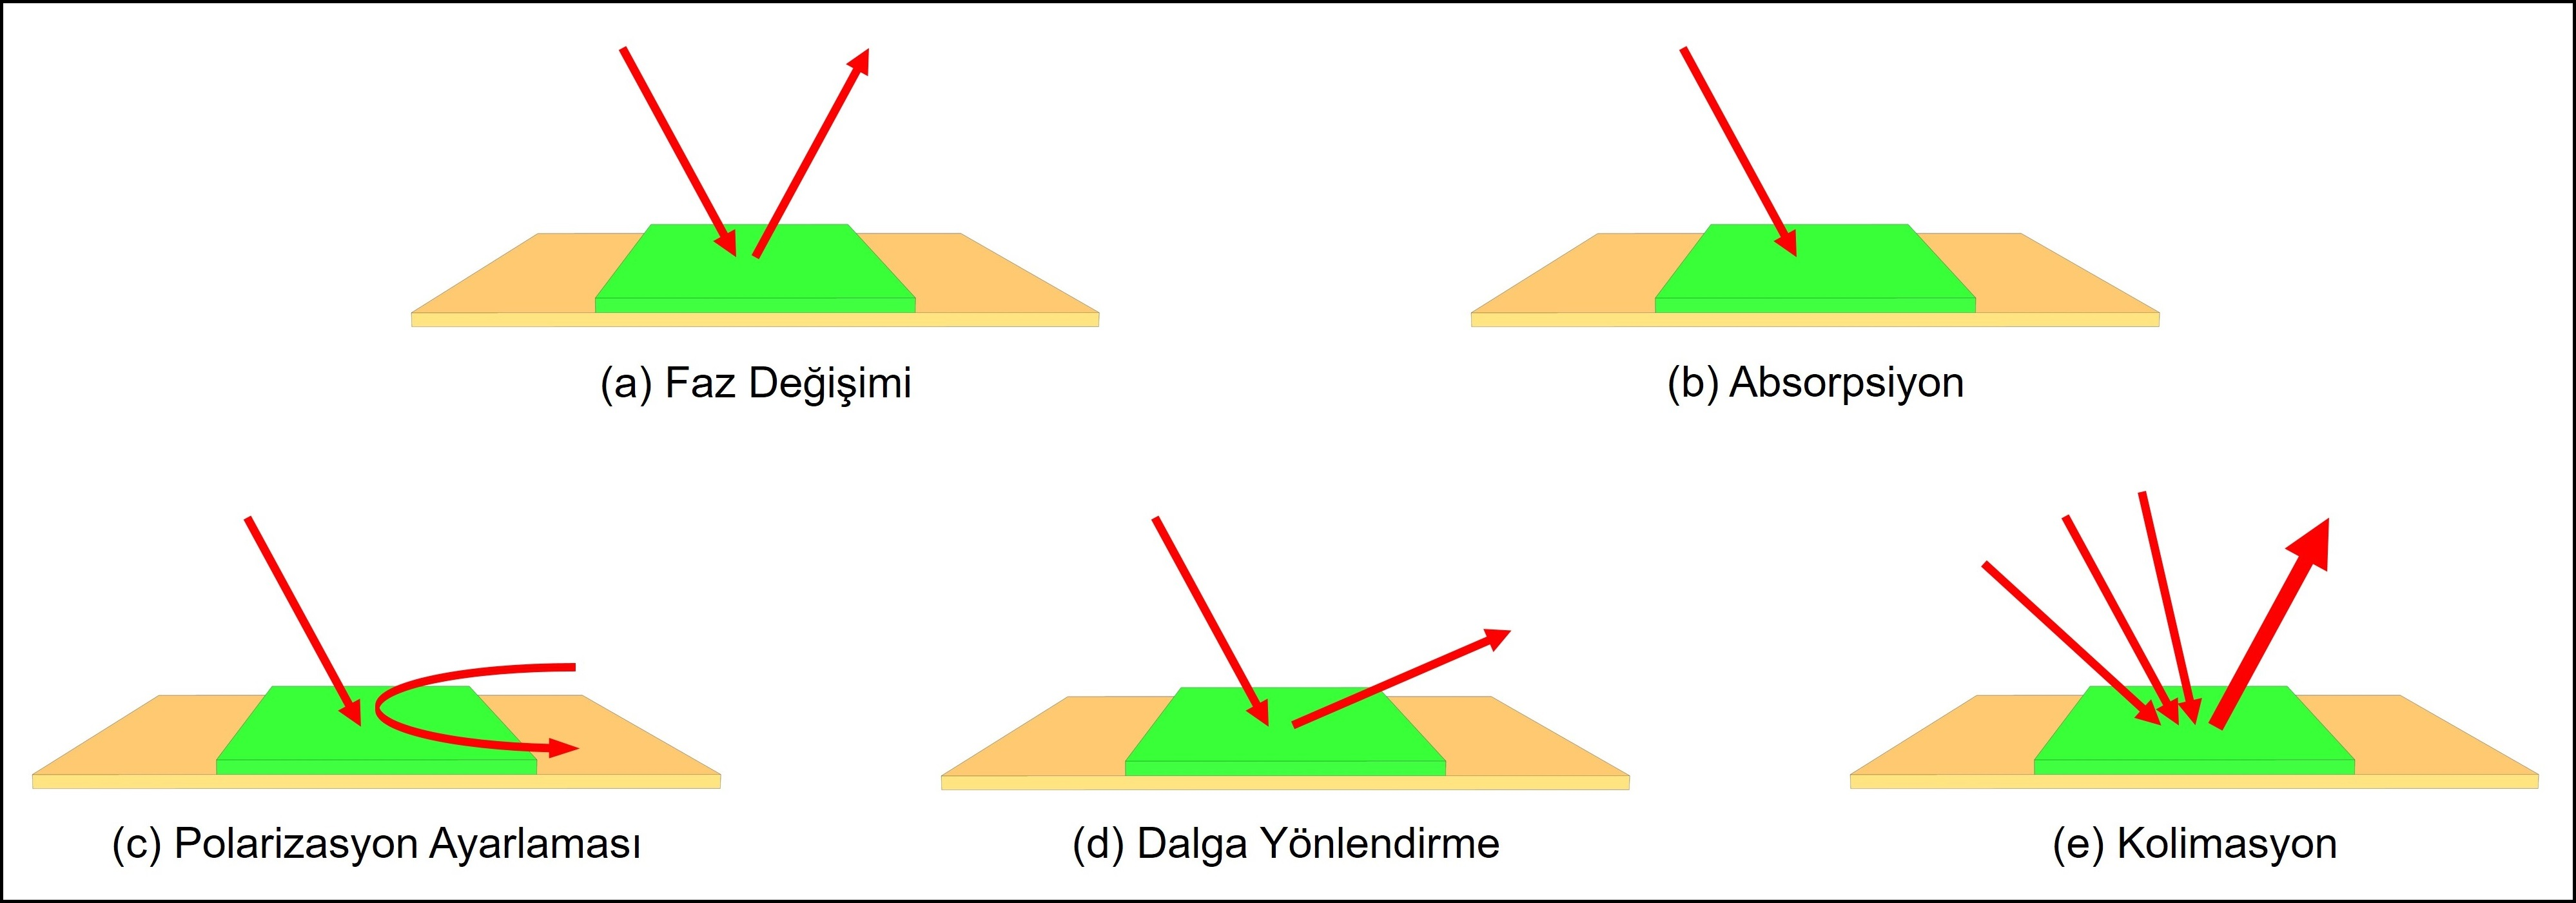 (a) Faz Değişimi
(b) Absorpsiyon
(c) Polarizasyon Ayarlaması
(d) Dalga Yönlendirme
(e) Kolimasyon